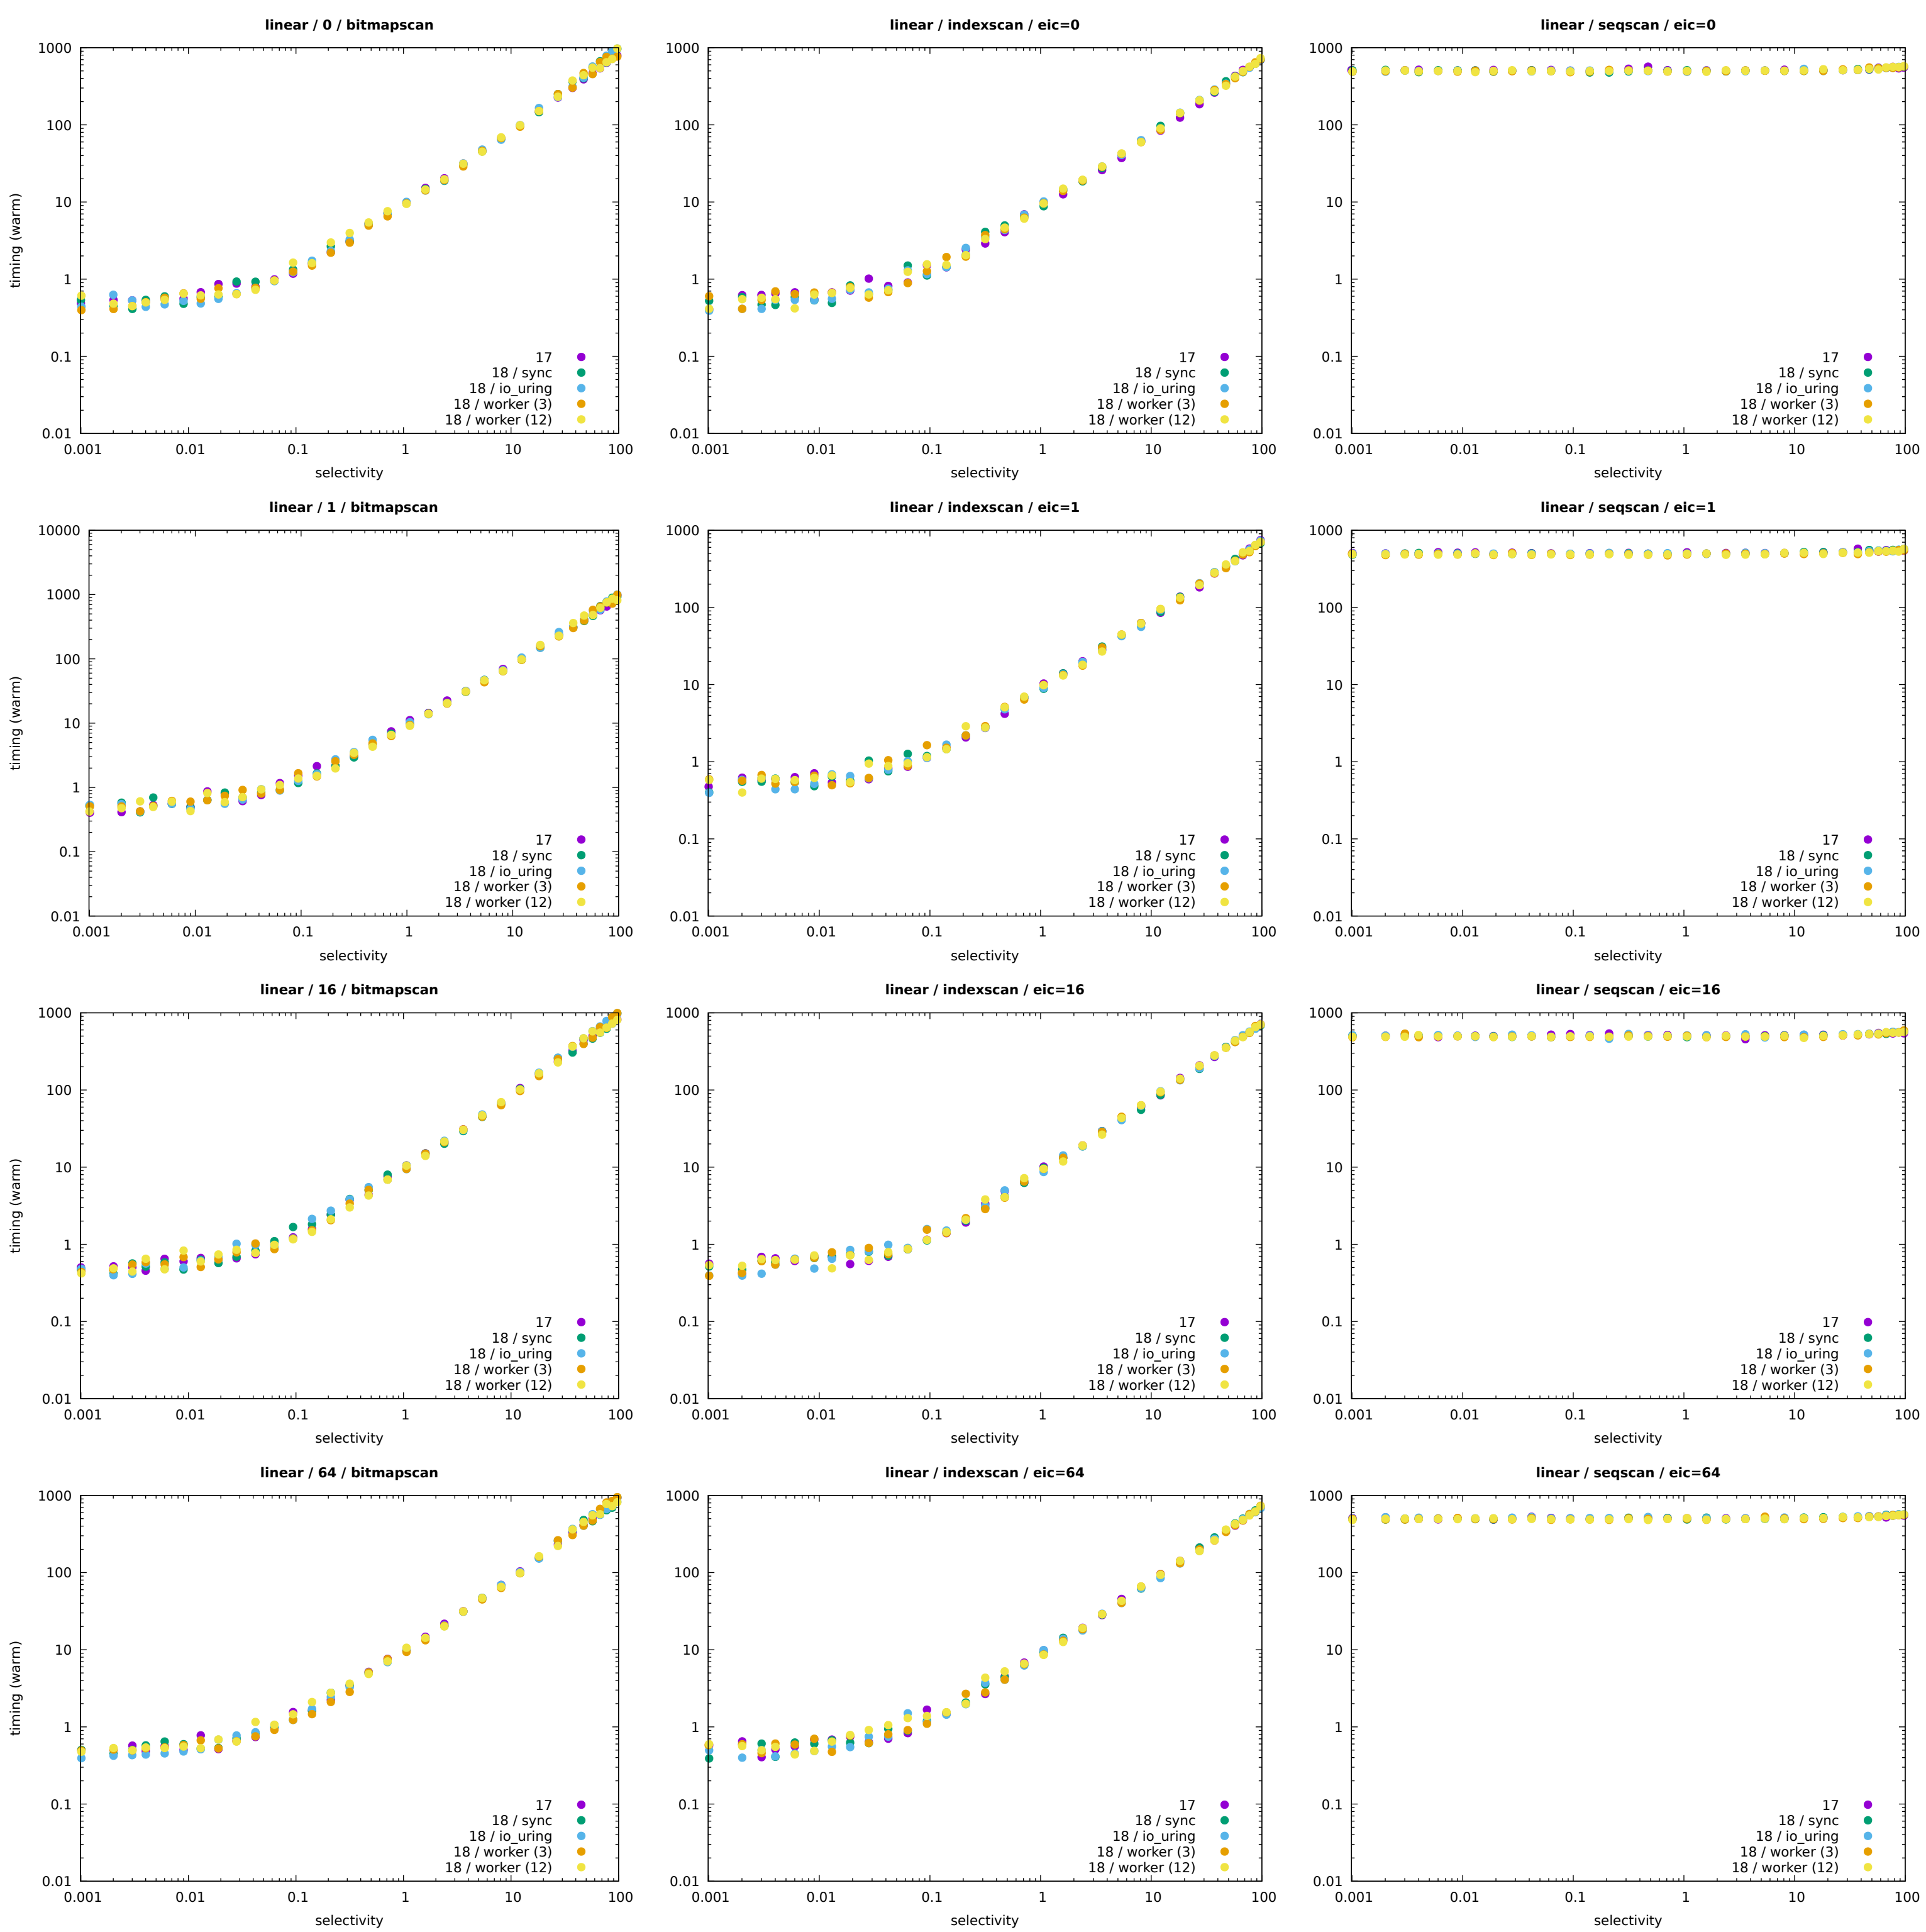 linear / 0 / bitmapscan
timing (warm)
1000
100
10
1
0.1
0.01
17
18 / sync
18 / io_uring
18 / worker (3)
18 / worker (12)
0.001 0.01 0.1 1 10 100
selectivity
linear / indexscan / eic=0
1000
100
10
1
0.1
0.01
17
18 / sync
18 / io_uring
18 / worker (3)
18 / worker (12)
0.001 0.01 0.1 1 10 100
selectivity
linear / seqscan / eic=0
1000
100
10
1
0.1
0.01
17
18 / sync
18 / io_uring
18 / worker (3)
18 / worker (12)
0.001 0.01 0.1 1 10 100
selectivity
linear / 1 / bitmapscan
timing (warm)
10000
1000
100
10
1
0.1
0.01
17
18 / sync
18 / io_uring
18 / worker (3)
18 / worker (12)
0.001 0.01 0.1 1 10 100
selectivity
linear / indexscan / eic=1
1000
100
10
1
0.1
0.01
17
18 / sync
18 / io_uring
18 / worker (3)
18 / worker (12)
0.001 0.01 0.1 1 10 100
selectivity
linear / seqscan / eic=1
1000
100
10
1
0.1
0.01
17
18 / sync
18 / io_uring
18 / worker (3)
18 / worker (12)
0.001 0.01 0.1 1 10 100
selectivity
linear / 16 / bitmapscan
timing (warm)
1000
100
10
1
0.1
0.01
17
18 / sync
18 / io_uring
18 / worker (3)
18 / worker (12)
0.001 0.01 0.1 1 10 100
selectivity
linear / indexscan / eic=16
1000
100
10
1
0.1
0.01
17
18 / sync
18 / io_uring
18 / worker (3)
18 / worker (12)
0.001 0.01 0.1 1 10 100
selectivity
linear / seqscan / eic=16
1000
100
10
1
0.1
0.01
17
18 / sync
18 / io_uring
18 / worker (3)
18 / worker (12)
0.001 0.01 0.1 1 10 100
selectivity
linear / 64 / bitmapscan
timing (warm)
1000
100
10
1
0.1
0.01
17
18 / sync
18 / io_uring
18 / worker (3)
18 / worker (12)
0.001 0.01 0.1 1 10 100
selectivity
linear / indexscan / eic=64
1000
100
10
1
0.1
0.01
17
18 / sync
18 / io_uring
18 / worker (3)
18 / worker (12)
0.001 0.01 0.1 1 10 100
selectivity
linear / seqscan / eic=64
1000
100
10
1
0.1
0.01
17
18 / sync
18 / io_uring
18 / worker (3)
18 / worker (12)
0.001 0.01 0.1 1 10 100
selectivity